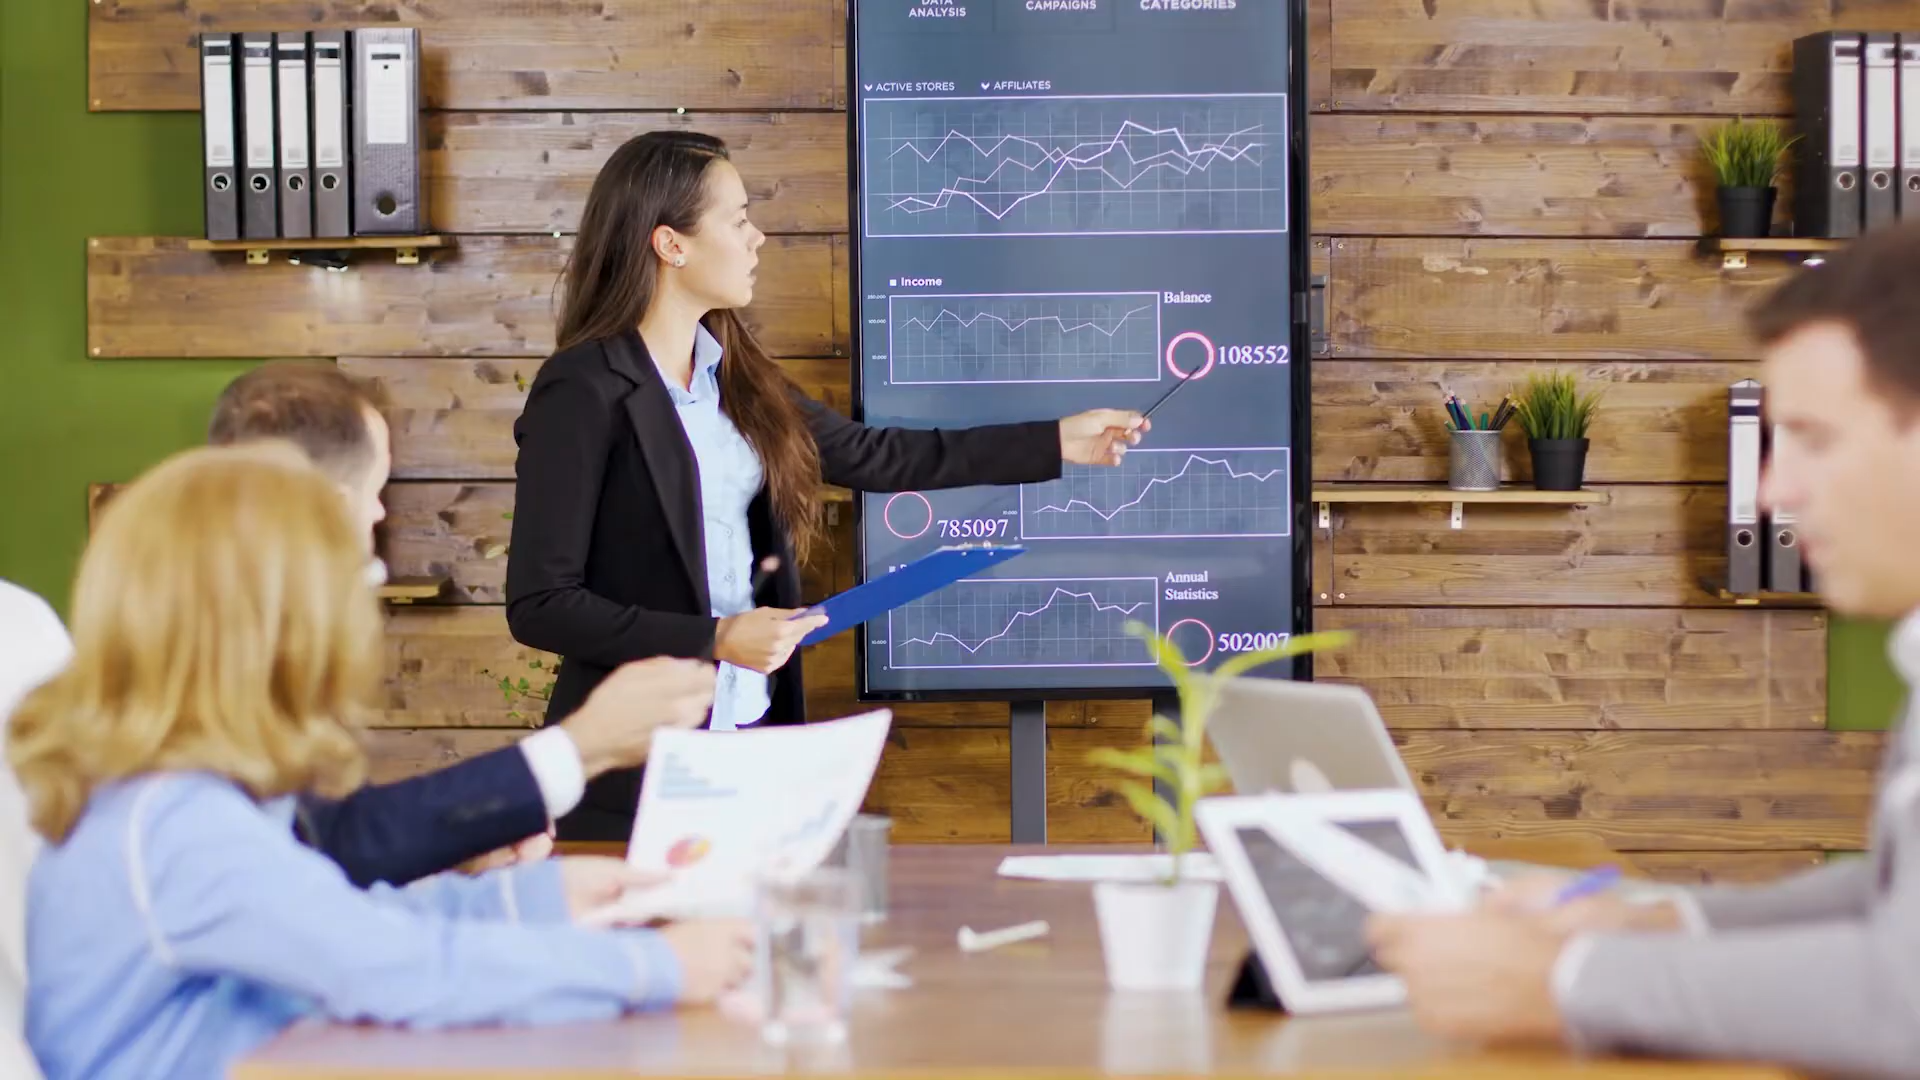 DATA
ANALYSIS
CAMPAIGNS
CATEGORIES
ACTIVE STORES
AFFILIATES
Income
Balance
108552
785097
Annual
Statistics
502007